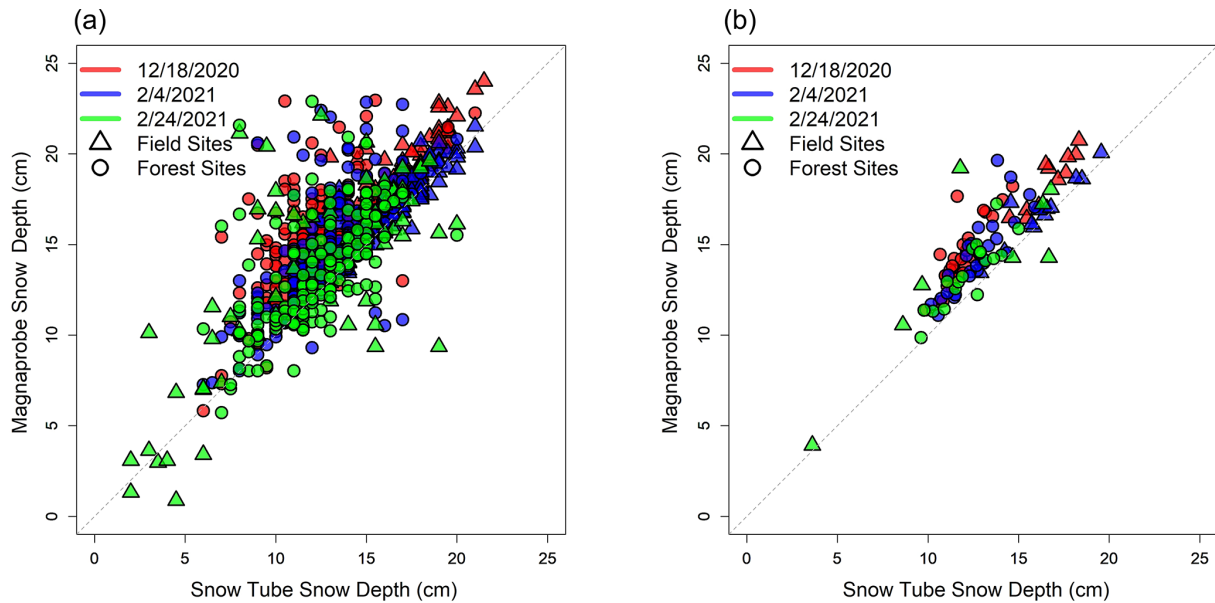 (a)
25
20
15
10
5
0
Magnaprobe Snow Depth (cm)
12/18/2020
2/4/2021
2/24/2021
Field Sites
Forest Sites
0 5 10 15 20 25
Snow Tube Snow Depth (cm)
(b)
25
20
15
10
5
0
Magnaprobe Snow Depth (cm)
12/18/2020
2/4/2021
2/24/2021
Field Sites
Forest Sites
0 5 10 15 20 25
Snow Tube Snow Depth (cm)